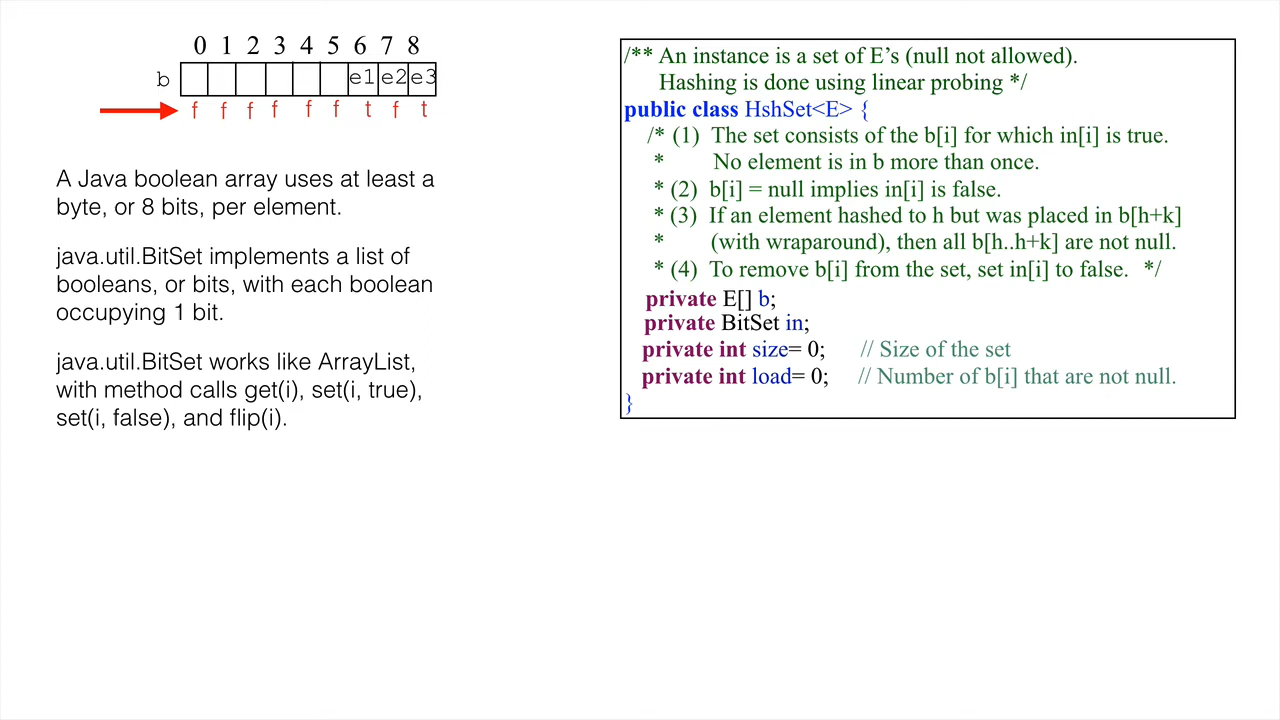 0 1 2 3 4 5 6 7 8
b e1 e2 e3
f f f f f f t f t
A Java boolean array uses at least a
byte, or 8 bits, per element.
java.util.BitSet implements a list of
booleans, or bits, with each boolean
occupying 1 bit.
java.util.BitSet works like ArrayList,
with method calls get(i), set(i, true),
set(i, false), and flip(i).
/** An instance is a set of E’s (null not allowed).
Hashing is done using linear probing */
public class HshSet<E> {
/* (1) The set consists of the b[i] for which in[i] is true.
* No element is in b more than once.
* (2) b[i] = null implies in[i] is false.
* (3) If an element hashed to h but was placed in b[h+k]
* (with wraparound), then all b[h..h+k] are not null.
* (4) To remove b[i] from the set, set in[i] to false. */
private E[] b;
private BitSet in;
private int size= 0; // Size of the set
private int load= 0; // Number of b[i] that are not null.
}